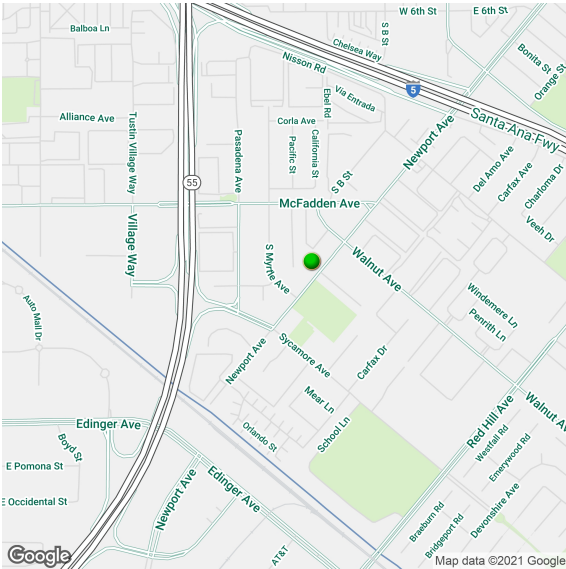 W 6th St
E 6th St
Balboa Ln
S B St
Chelsea Way
Bonita St
Nisson Rd
Orange St
5
Via Entrada
Ebel Rd
Santa-Ana-Fwy
Alliance Ave
Corla Ave
Newport Ave
Tustin Village Way
Pasadena Ave
Pacific St
California St
Del Amo Ave
Carfax Ave
Charloma Dr
55
S B St
McFadden Ave
Veeh Dr
Village Way
S Myrtle Ave
Walnut Ave
Windemere Ln
Penrith Ln
Auto Mall Dr
Newport Ave
Sycamore Ave
Carfax Dr
Mear Ln
Walnut Ave
Red Hill Ave
Edinger Ave
Orlando St
School Ln
Westfall Rd
Emerywood Rd
Boyd St
E Pomona St
Edinger Ave
Newport Ave
Devonshire Ave
E Occidental St
Braeburn Rd
Bridgeport Rd
AT&T
Google
Map data ©2021 Google